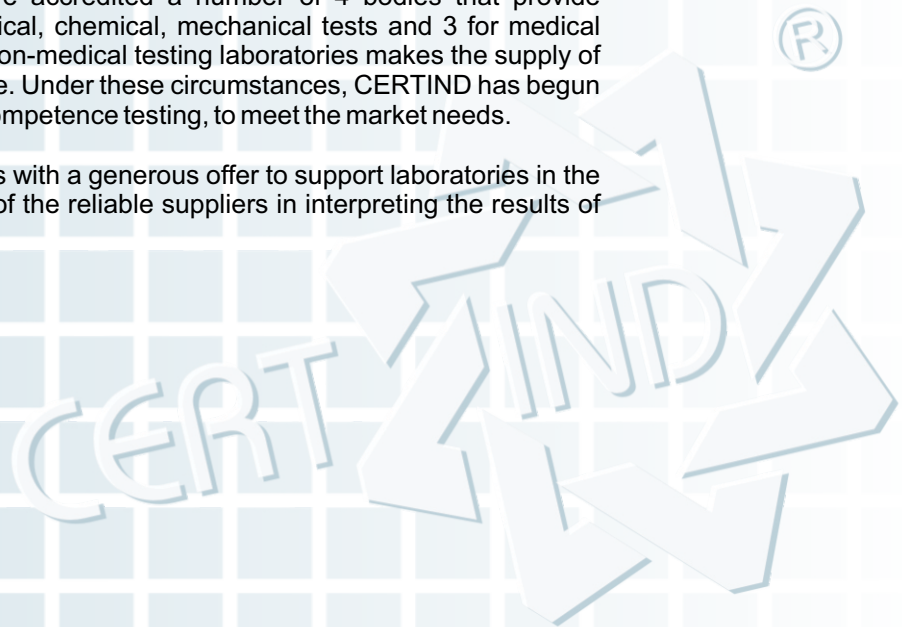 accredited a number of 4 bodies that provide
ical, chemical, mechanical tests and 3 for medical
on-medical testing laboratories makes the supply of
e. Under these circumstances, CERTIND has begun
ompetence testing, to meet the market needs.
s with a generous offer to support laboratories in the
of the reliable suppliers in interpreting the results of
CERT IND
®